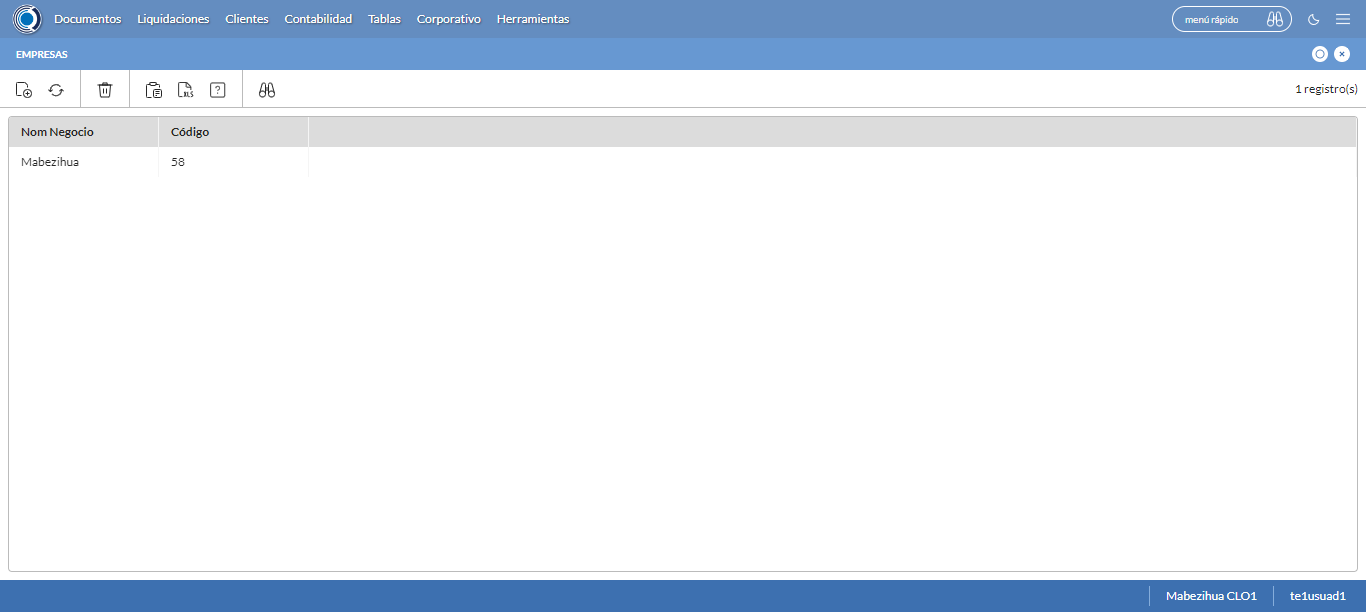 Documentos Liquidaciones Clientes Contabilidad Tablas Corporativo Herramientas menú rápido
EMPRESAS
XLS ? 1 registro(s)
Nom Negocio Código
Mabezihua 58
Mabezihua CLO1 te1usuad1